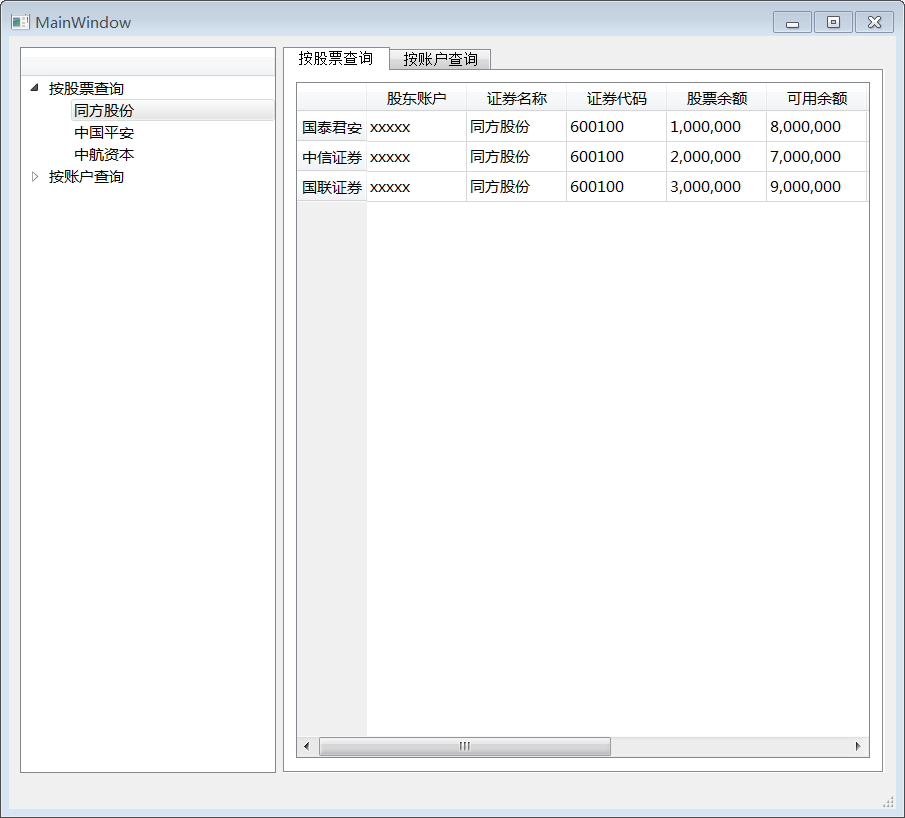 MainWindow
按股票查询
同方股份
中国平安
中航资本
按账户查询
按股票查询 按账户查询
股东账户 证券名称 证券代码 股票余额 可用余额
国泰君安 xxxxx 同方股份 600100 1,000,000 8,000,000
中信证券 xxxxx 同方股份 600100 2,000,000 7,000,000
国联证券 xxxxx 同方股份 600100 3,000,000 9,000,000